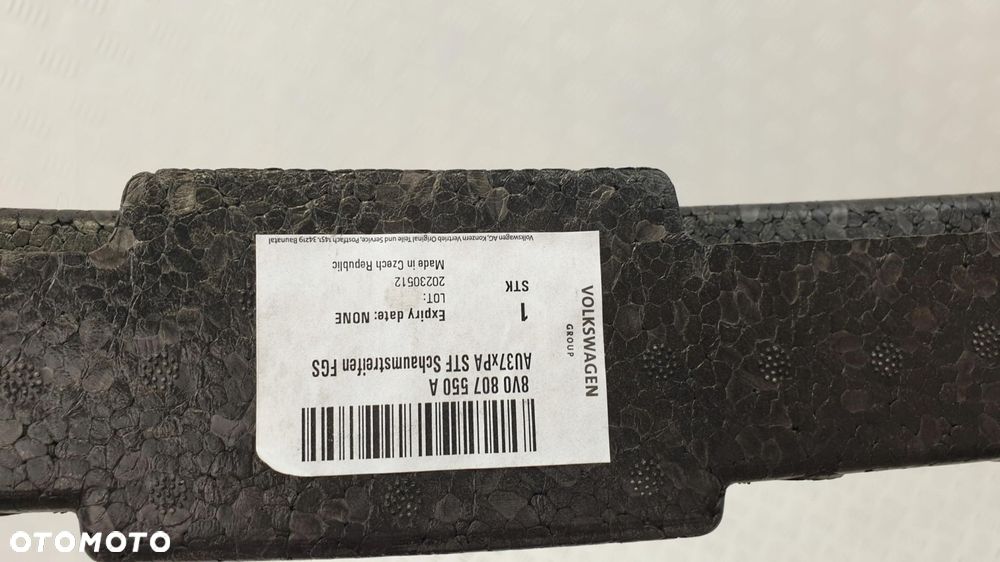 VOLKSWAGEN
GROUP
8V0 807 550 A
AU37xPA STF Schaumstreifen FGS
1
STK
Expiry date: NONE
LOT:
20230512
Made in Czech Republic
Volkswagen AG, Konzern Vertrieb Original Teile und Service, Postfach 1451, 34219 Baunatal
OTOMOTO